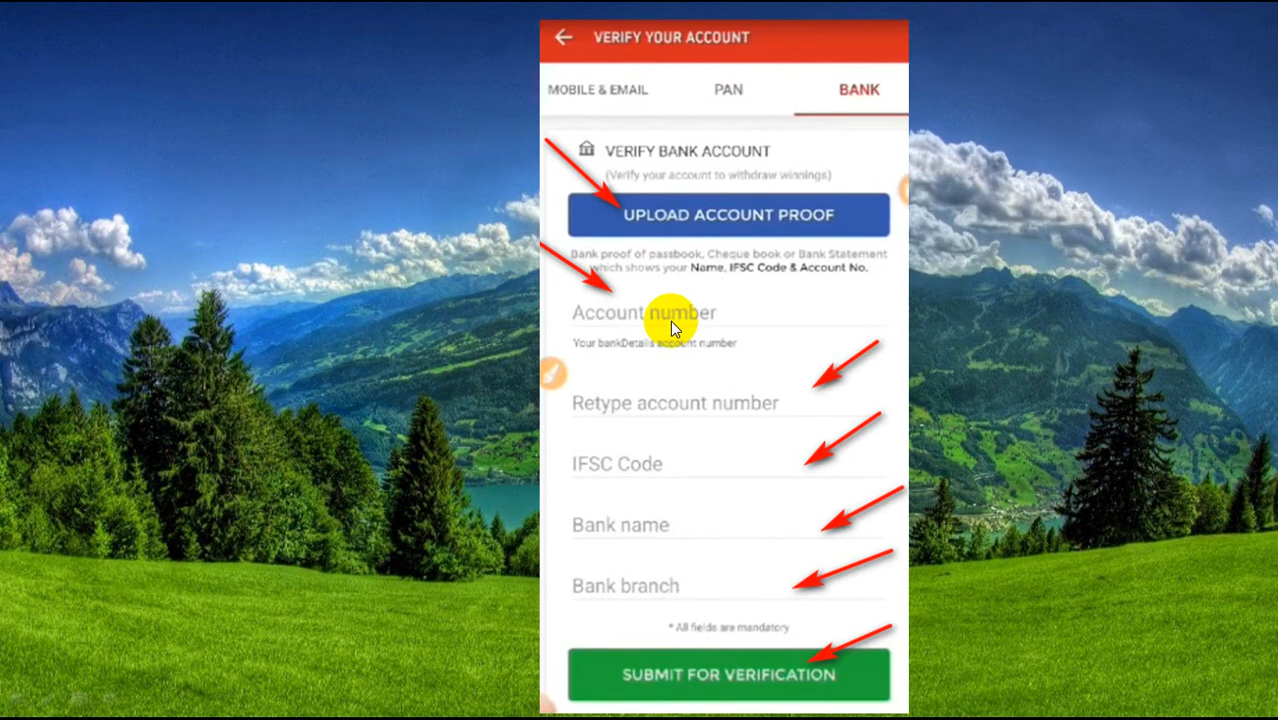 VERIFY YOUR ACCOUNT
MOBILE & EMAIL PAN BANK
VERIFY BANK ACCOUNT
(Verify your account to withdraw winnings)
UPLOAD ACCOUNT PROOF
Bank proof of passbook, Cheque book or Bank Statement
which shows your Name, IFSC Code & Account No.
Account number
Your bankDetails account number
Retype account number
IFSC Code
Bank name
Bank branch
* All fields are mandatory
SUBMIT FOR VERIFICATION